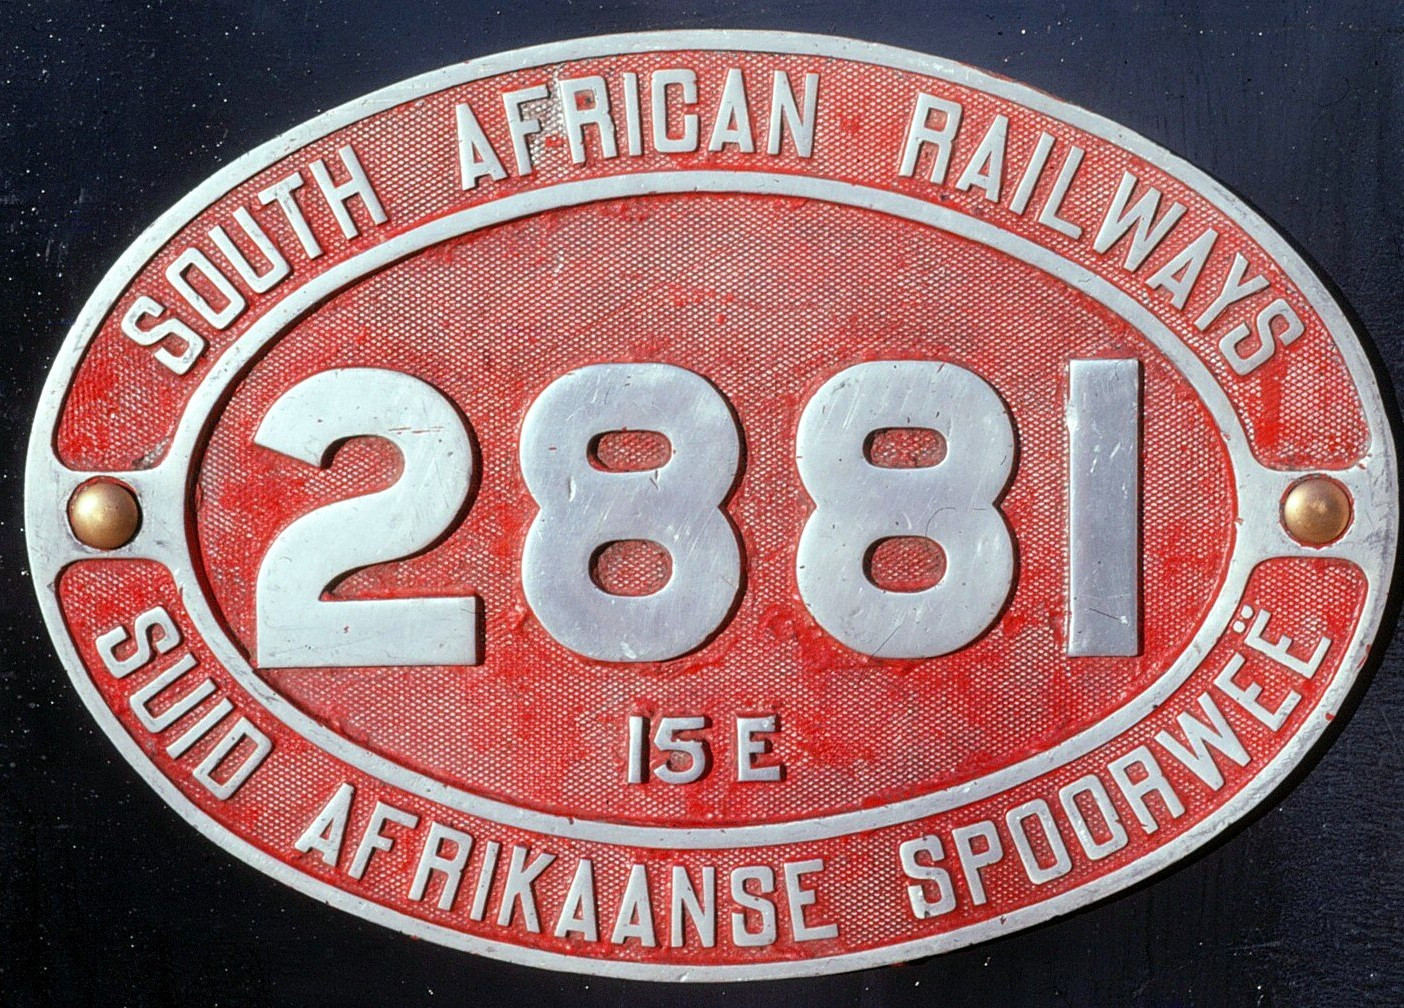 SOUTH AFRICAN RAILWAYS
2881
15E
SUID AFRIKAANSE SPOORWEË